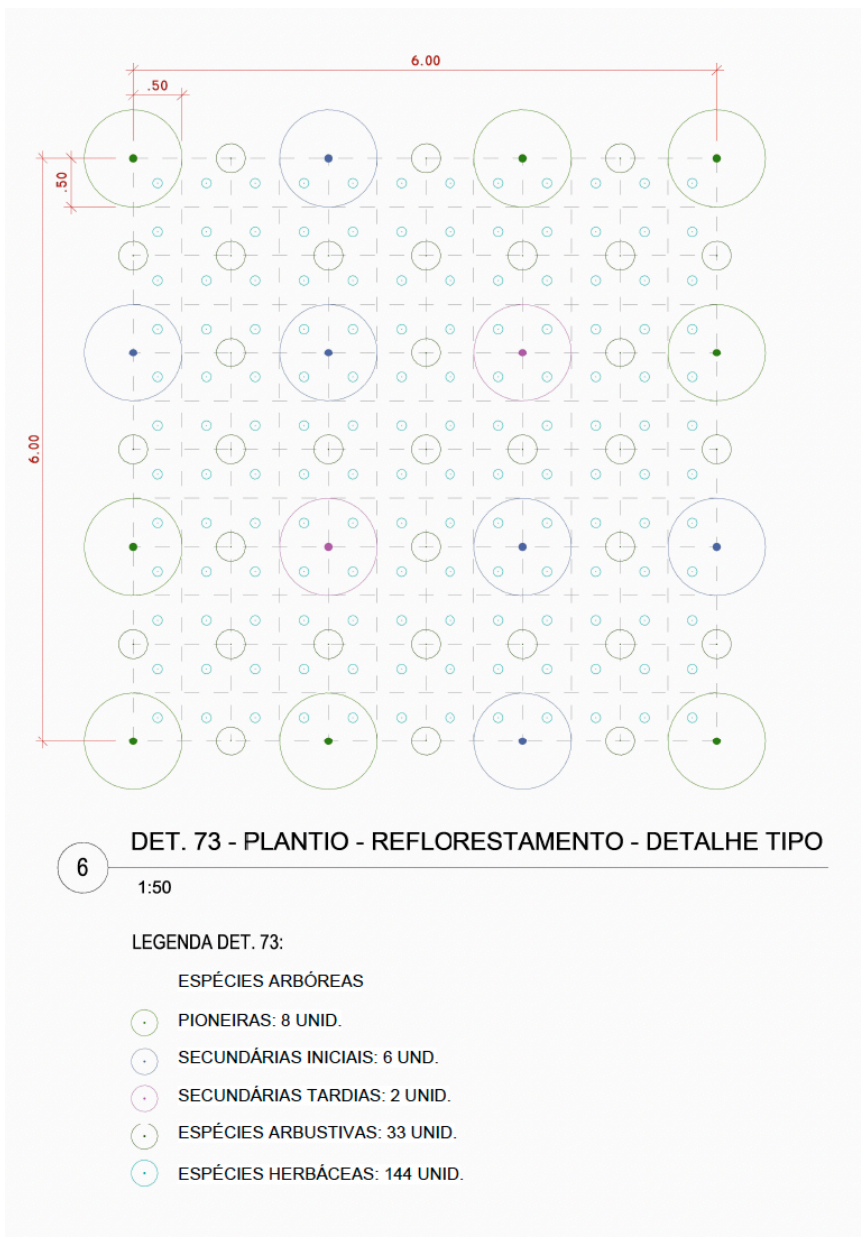 6.00
.50
.50
6.00
DET. 73 - PLANTIO - REFLORESTAMENTO - DETALHE TIPO
6
1:50
LEGENDA DET. 73:
ESPÉCIES ARBÓREAS
PIONEIRAS: 8 UNID.
SECUNDÁRIAS INICIAIS: 6 UND.
SECUNDÁRIAS TARDIAS: 2 UNID.
ESPÉCIES ARBUSTIVAS: 33 UNID.
ESPÉCIES HERBÁCEAS: 144 UNID.